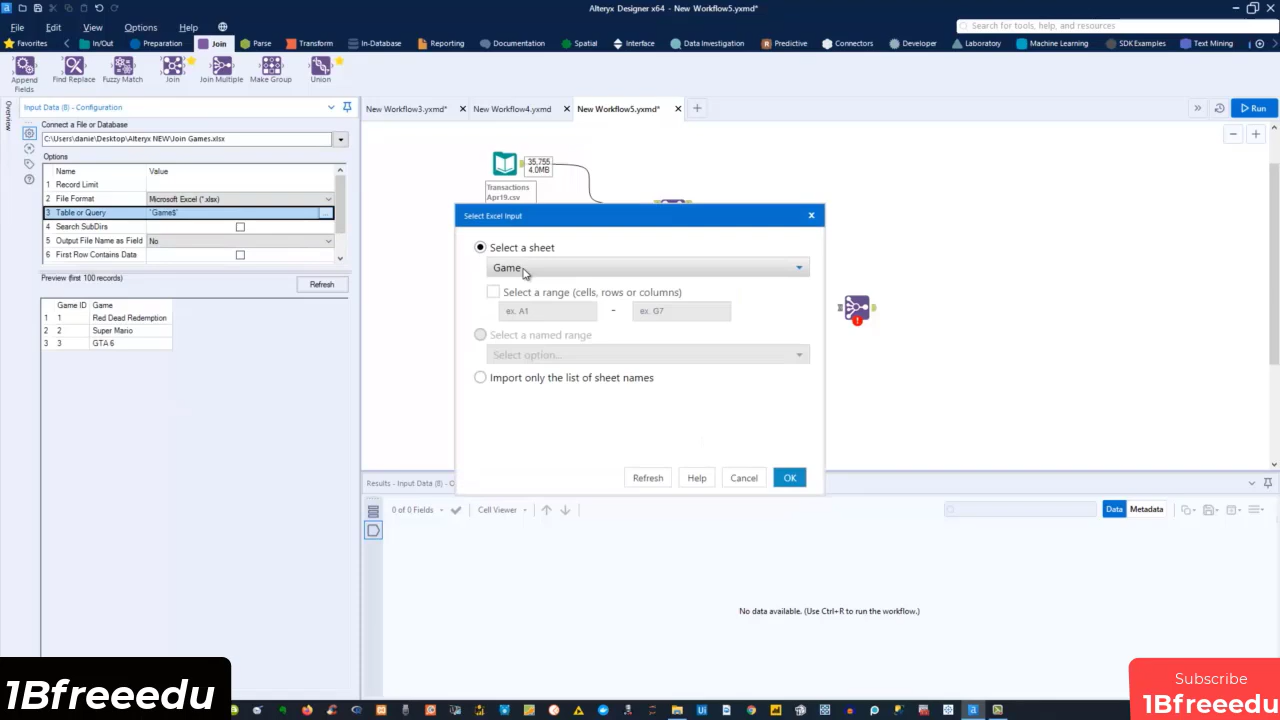 Alteryx Designer x64 - New Workflow5.yxmd*
File Edit View Options Help
Search for tools, help, and resources
Favorites In/Out Preparation Join Parse Transform In-Database Reporting Documentation Spatial Interface Data Investigation Predictive Connectors Developer Laboratory Machine Learning SDK Examples Text Mining
Append Fields Find Replace Fuzzy Match Join Join Multiple Make Group Union
Overview
Input Data (8) - Configuration
New Workflow3.yxmd* New Workflow4.yxmd New Workflow5.yxmd*
Run
Connect a File or Database
C:\Users\danie\Desktop\Alteryx NEW\Join Games.xlsx
Options
Name Value
1 Record Limit
2 File Format Microsoft Excel (*.xlsx)
3 Table or Query `Game$` ...
4 Search SubDirs
5 Output File Name as Field No
6 First Row Contains Data
Preview (first 100 records)
Refresh
Game ID Game
1 1 Red Dead Redemption
2 2 Super Mario
3 3 GTA 6
35,755
4.0MB
Transactions
Apr19.csv
Select Excel Input
Select a sheet
Game
Select a range (cells, rows or columns)
ex. A1 - ex. G7
Select a named range
Select option...
Import only the list of sheet names
Refresh Help Cancel OK
Results - Input Data (8) - O
0 of 0 Fields Cell Viewer Data Metadata
No data available. (Use Ctrl+R to run the workflow.)
1Bfreeedu
Subscribe
1Bfreeedu